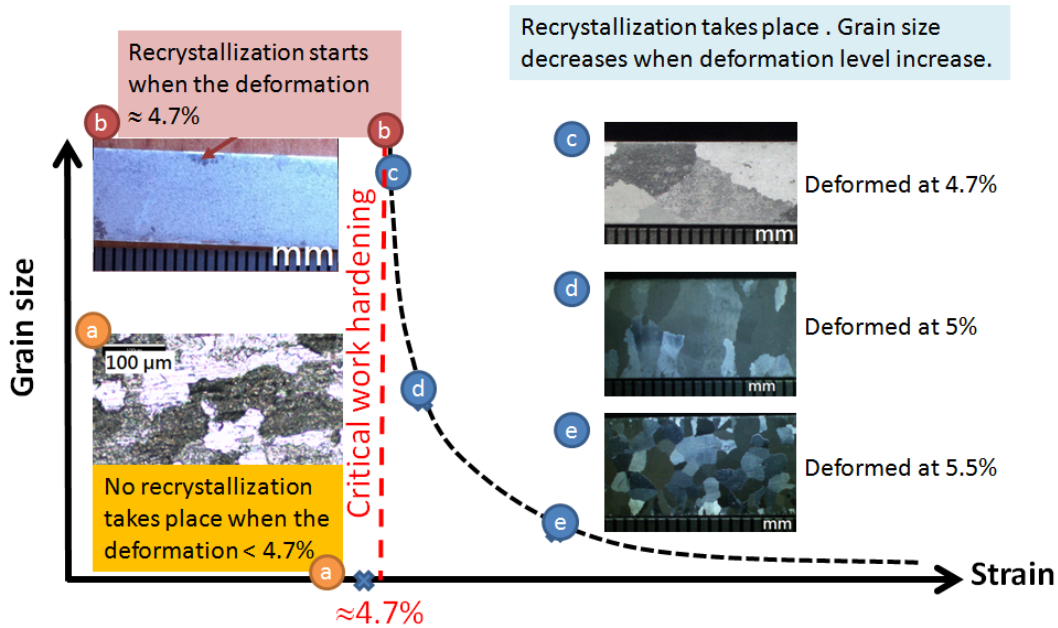 Recrystallization starts
when the deformation
≈ 4.7%
Recrystallization takes place . Grain size
decreases when deformation level increase.
b
b
c
c
mm
Deformed at 4.7%
mm
Critical work hardening
Grain size
a
100 µm
d
Deformed at 5%
mm
d
e
Deformed at 5.5%
mm
e
No recrystallization
takes place when the
deformation < 4.7%
a
Strain
≈4.7%